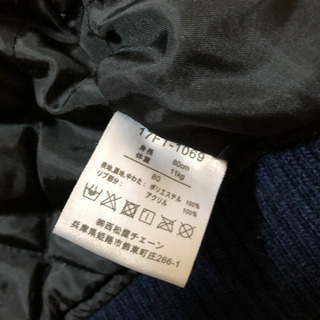 17F1-1069
身長 80cm
体重 11kg
80
表地,裏地,中わた: ポリエステル 100%
リブ部分: アクリル 100%
㈱西松屋チェーン
兵庫県姫路市飾東町庄266-1